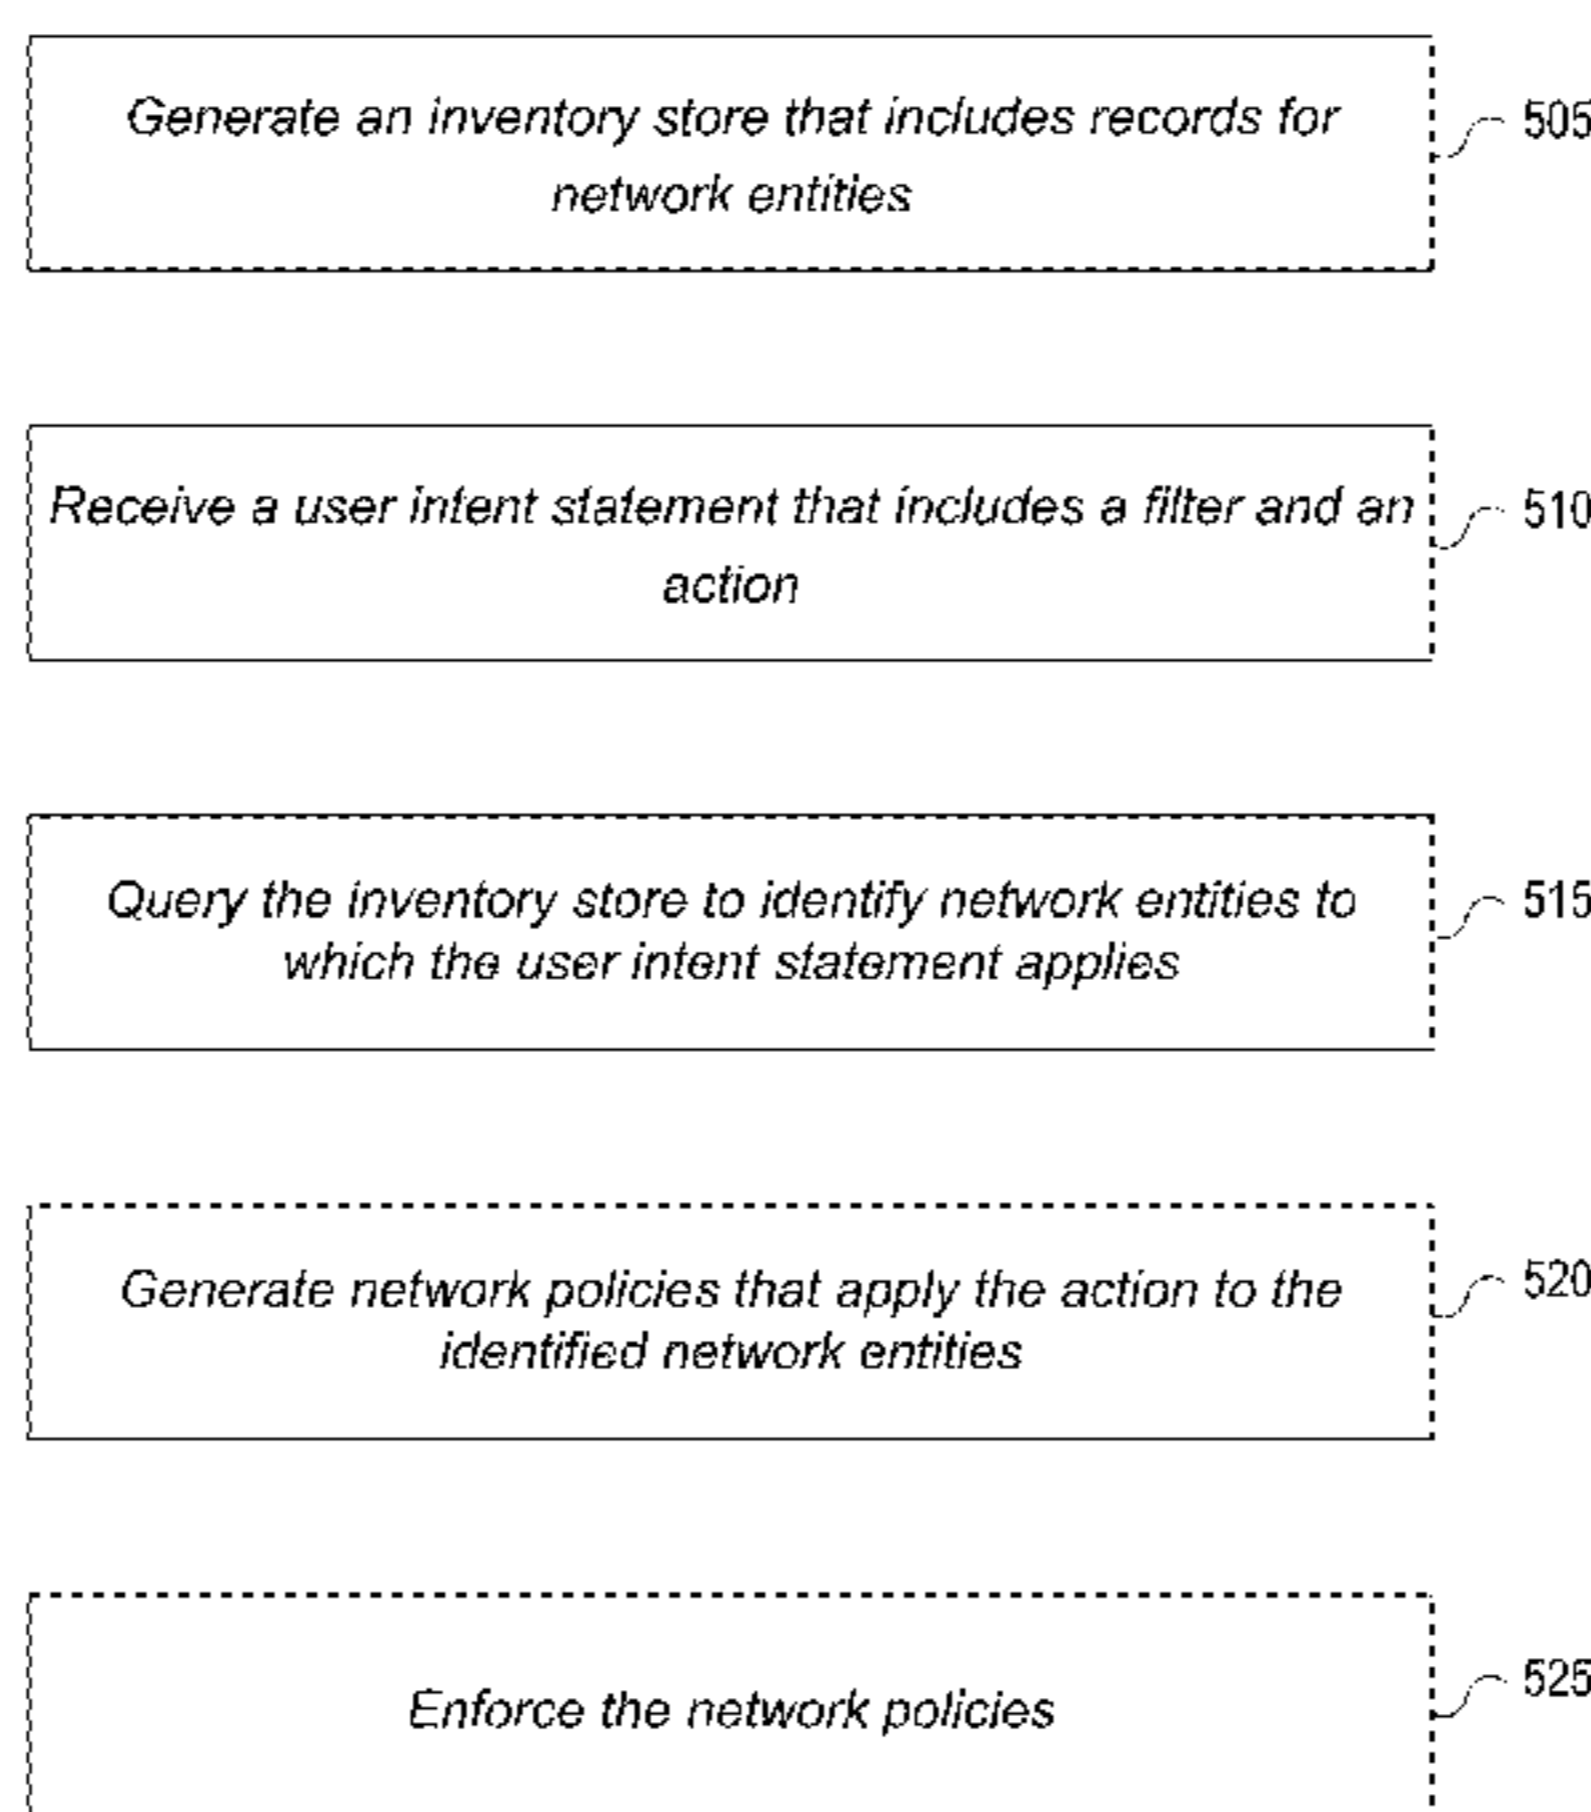 Generate an inventory store that includes records for
network entities
505
Receive a user intent statement that includes a filter and an
action
510
Query the inventory store to identify network entities to
which the user intent statement applies
515
Generate network policies that apply the action to the
identified network entities
520
Enforce the network policies
525